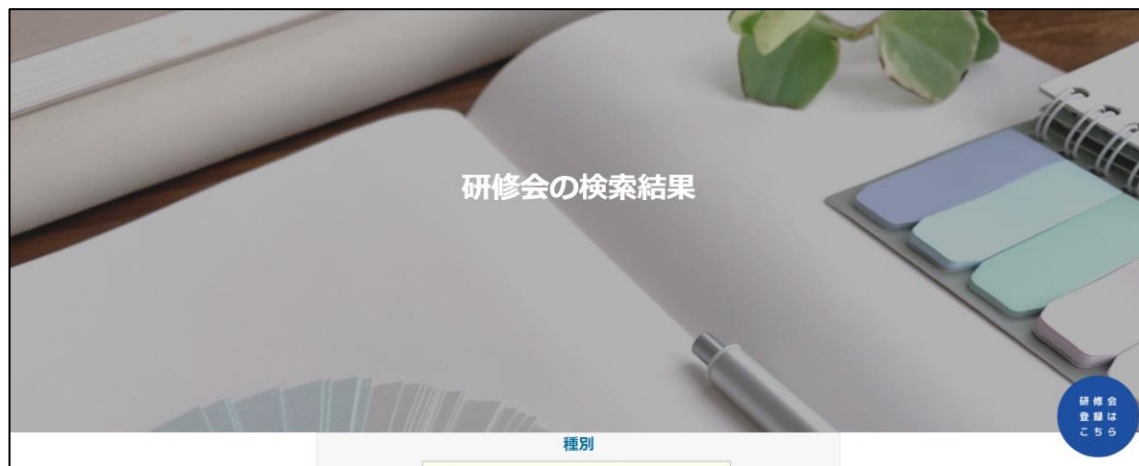 研修会の検索結果
研修会
登録は
こちら
種別